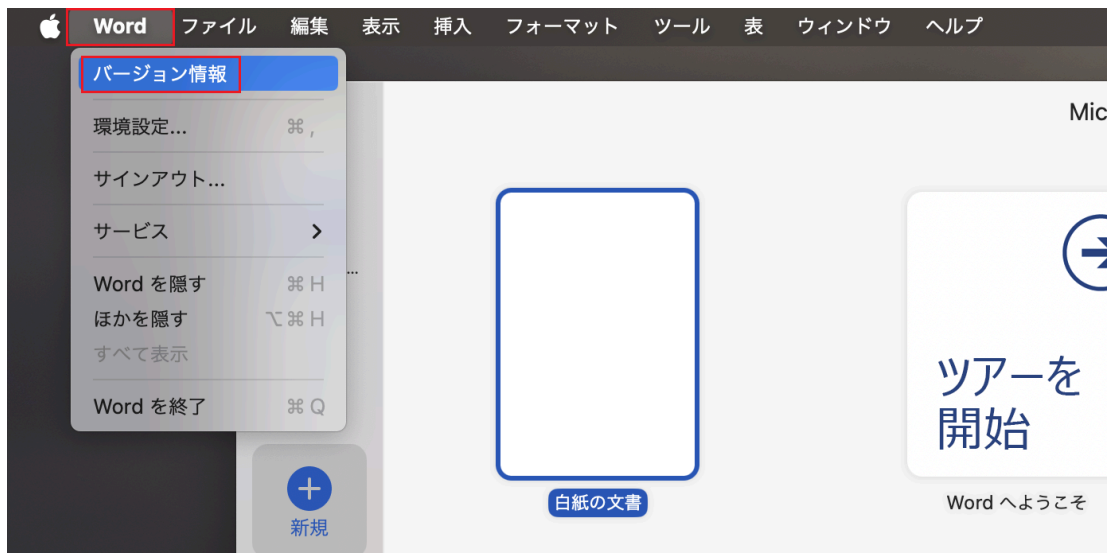 Word ファイル 編集 表示 挿入 フォーマット ツール 表 ウィンドウ ヘルプ
バージョン情報
環境設定... ⌘ ,
サインアウト...
サービス
Word を隠す ⌘ H
ほかを隠す ⌥ ⌘ H
すべて表示
Word を終了 ⌘ Q
...
新規
Mic
白紙の文書
ツアーを
開始
Word へようこそ